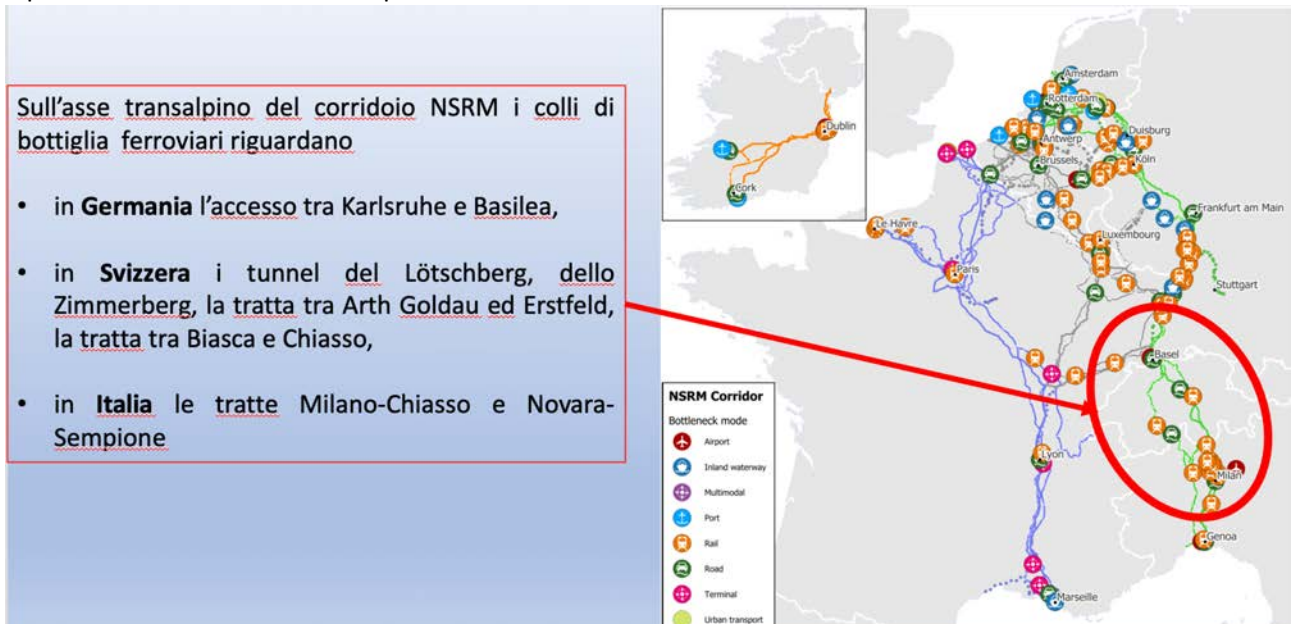 Sull'asse transalpino del corridoio NSRM i colli di
bottiglia ferroviari riguardano
• in Germania l'accesso tra Karlsruhe e Basilea,
• in Svizzera i tunnel del Lötschberg, dello
Zimmerberg, la tratta tra Arth Goldau ed Erstfeld,
la tratta tra Biasca e Chiasso,
• in Italia le tratte Milano-Chiasso e Novara-
Sempione
Dublin
Cork
Amsterdam
Rotterdam
Antwerp
Duisburg
Brussels
Köln
Frankfurt am Main
Le Havre
Luxembourg
Paris
Stuttgart
Basel
Lyon
Milan
Genoa
Marseille
NSRM Corridor
Bottleneck mode
Airport
Inland waterway
Multimodal
Port
Rail
Road
Terminal
Urban transport